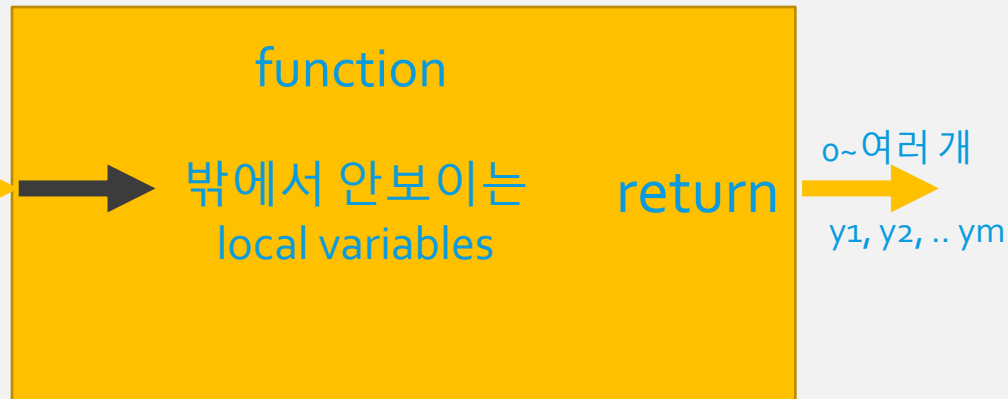 function
밖에서 안보이는
local variables
return
0~여러 개
y1, y2, .. ym